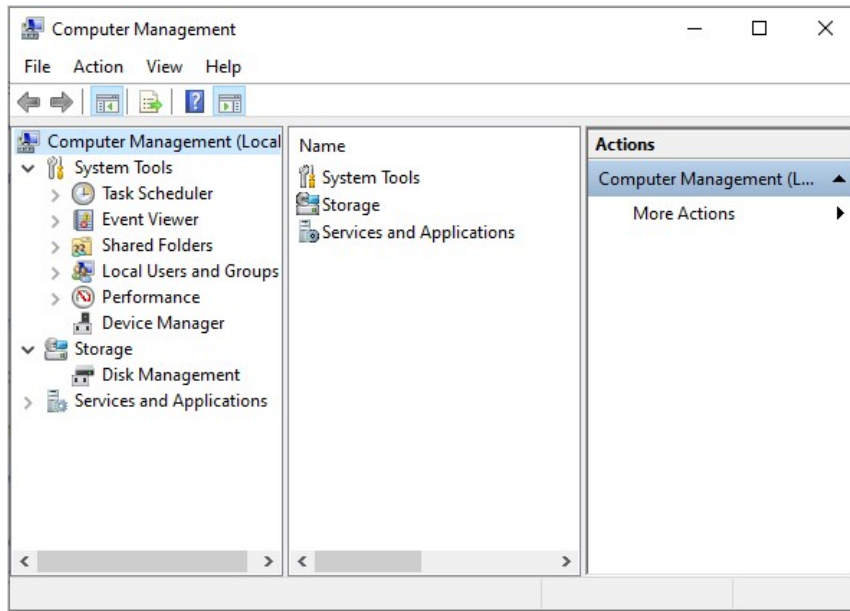 Computer Management
File Action View Help
Computer Management (Local
System Tools
Task Scheduler
Event Viewer
Shared Folders
Local Users and Groups
Performance
Device Manager
Storage
Disk Management
Services and Applications
Name
System Tools
Storage
Services and Applications
Actions
Computer Management (L...
More Actions